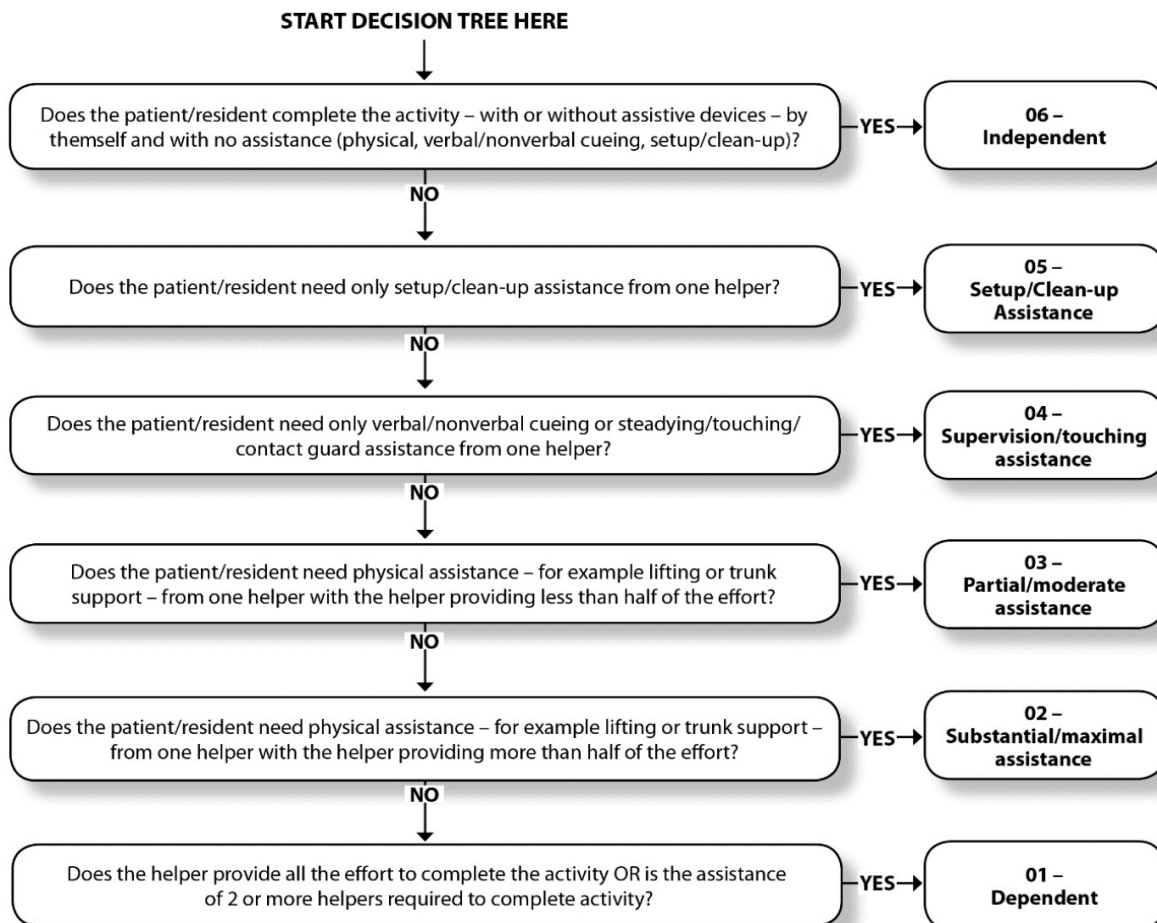 START DECISION TREE HERE
Does the patient/resident complete the activity – with or without assistive devices – by
themself and with no assistance (physical, verbal/nonverbal cueing, setup/clean-up)?
YES
06 –
Independent
NO
Does the patient/resident need only setup/clean-up assistance from one helper?
YES
05 –
Setup/Clean-up
Assistance
NO
Does the patient/resident need only verbal/nonverbal cueing or steadying/touching/
contact guard assistance from one helper?
YES
04 –
Supervision/touching
assistance
NO
Does the patient/resident need physical assistance – for example lifting or trunk
support – from one helper with the helper providing less than half of the effort?
YES
03 –
Partial/moderate
assistance
NO
Does the patient/resident need physical assistance – for example lifting or trunk support –
from one helper with the helper providing more than half of the effort?
YES
02 –
Substantial/maximal
assistance
NO
Does the helper provide all the effort to complete the activity OR is the assistance
of 2 or more helpers required to complete activity?
YES
01 –
Dependent